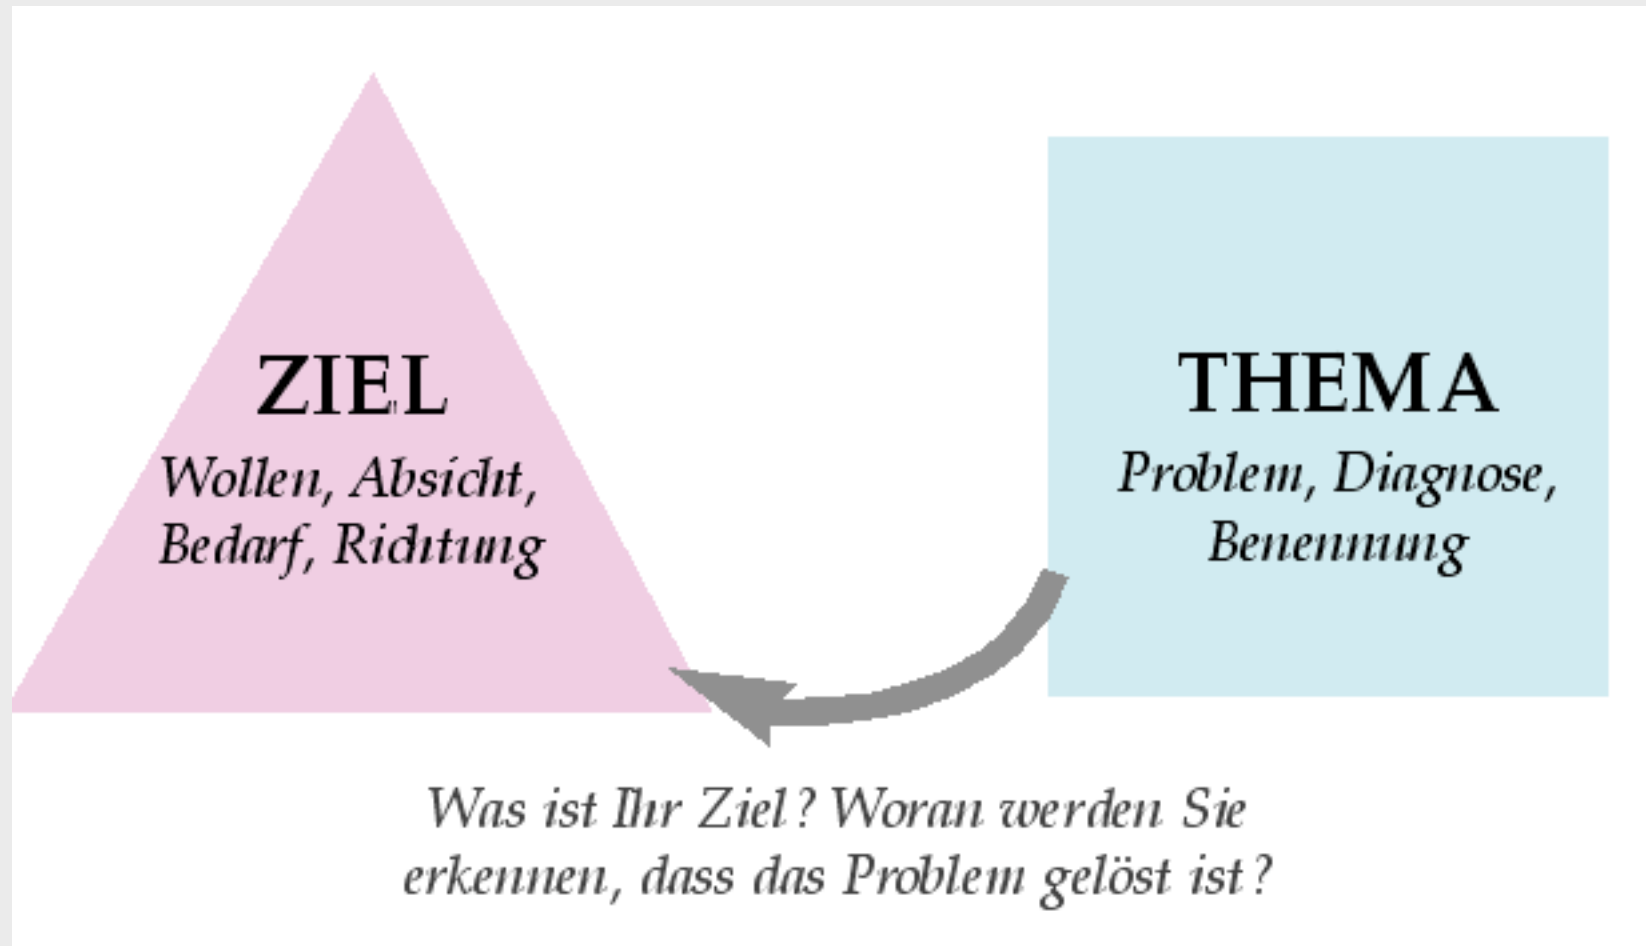 ZIEL
Wollen, Absicht,
Bedarf, Richtung
THEMA
Problem, Diagnose,
Benennung
Was ist Ihr Ziel? Woran werden Sie
erkennen, dass das Problem gelöst ist?